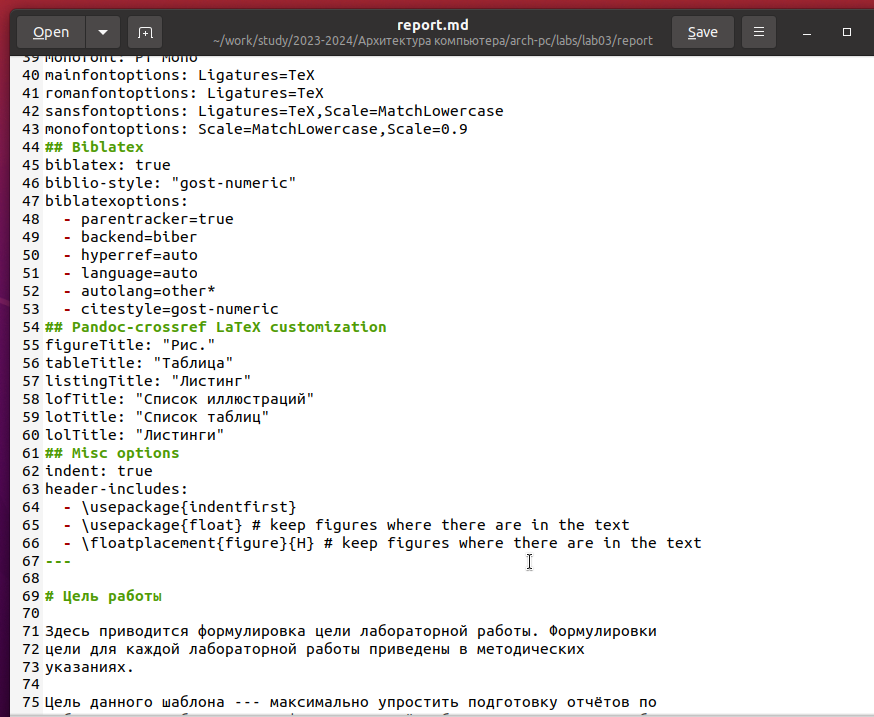 Open
report.md
~/work/study/2023-2024/Архитектура компьютера/arch-pc/labs/lab03/report
Save
39 monofont: PT Mono
40 mainfontoptions: Ligatures=TeX
41 romanfontoptions: Ligatures=TeX
42 sansfontoptions: Ligatures=TeX,Scale=MatchLowercase
43 monofontoptions: Scale=MatchLowercase,Scale=0.9
44 ## Biblatex
45 biblatex: true
46 biblio-style: "gost-numeric"
47 biblatexoptions:
48   - parentracker=true
49   - backend=biber
50   - hyperref=auto
51   - language=auto
52   - autolang=other*
53   - citestyle=gost-numeric
54 ## Pandoc-crossref LaTeX customization
55 figureTitle: "Рис."
56 tableTitle: "Таблица"
57 listingTitle: "Листинг"
58 lofTitle: "Список иллюстраций"
59 lotTitle: "Список таблиц"
60 lolTitle: "Листинги"
61 ## Misc options
62 indent: true
63 header-includes:
64   - \usepackage{indentfirst}
65   - \usepackage{float} # keep figures where there are in the text
66   - \floatplacement{figure}{H} # keep figures where there are in the text
67 ---
68
69 # Цель работы
70
71 Здесь приводится формулировка цели лабораторной работы. Формулировки
72 цели для каждой лабораторной работы приведены в методических
73 указаниях.
74
75 Цель данного шаблона --- максимально упростить подготовку отчётов по